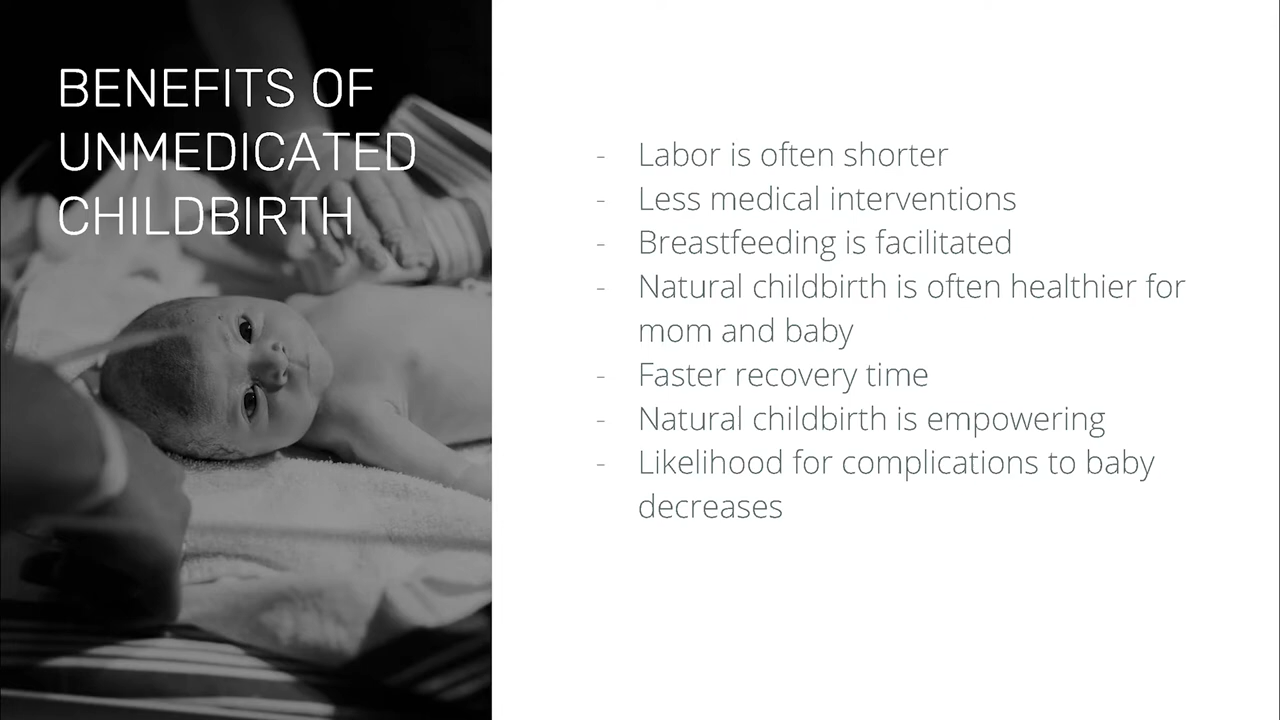 BENEFITS OF
UNMEDICATED
CHILDBIRTH
- Labor is often shorter
- Less medical interventions
- Breastfeeding is facilitated
- Natural childbirth is often healthier for
mom and baby
- Faster recovery time
- Natural childbirth is empowering
- Likelihood for complications to baby
decreases